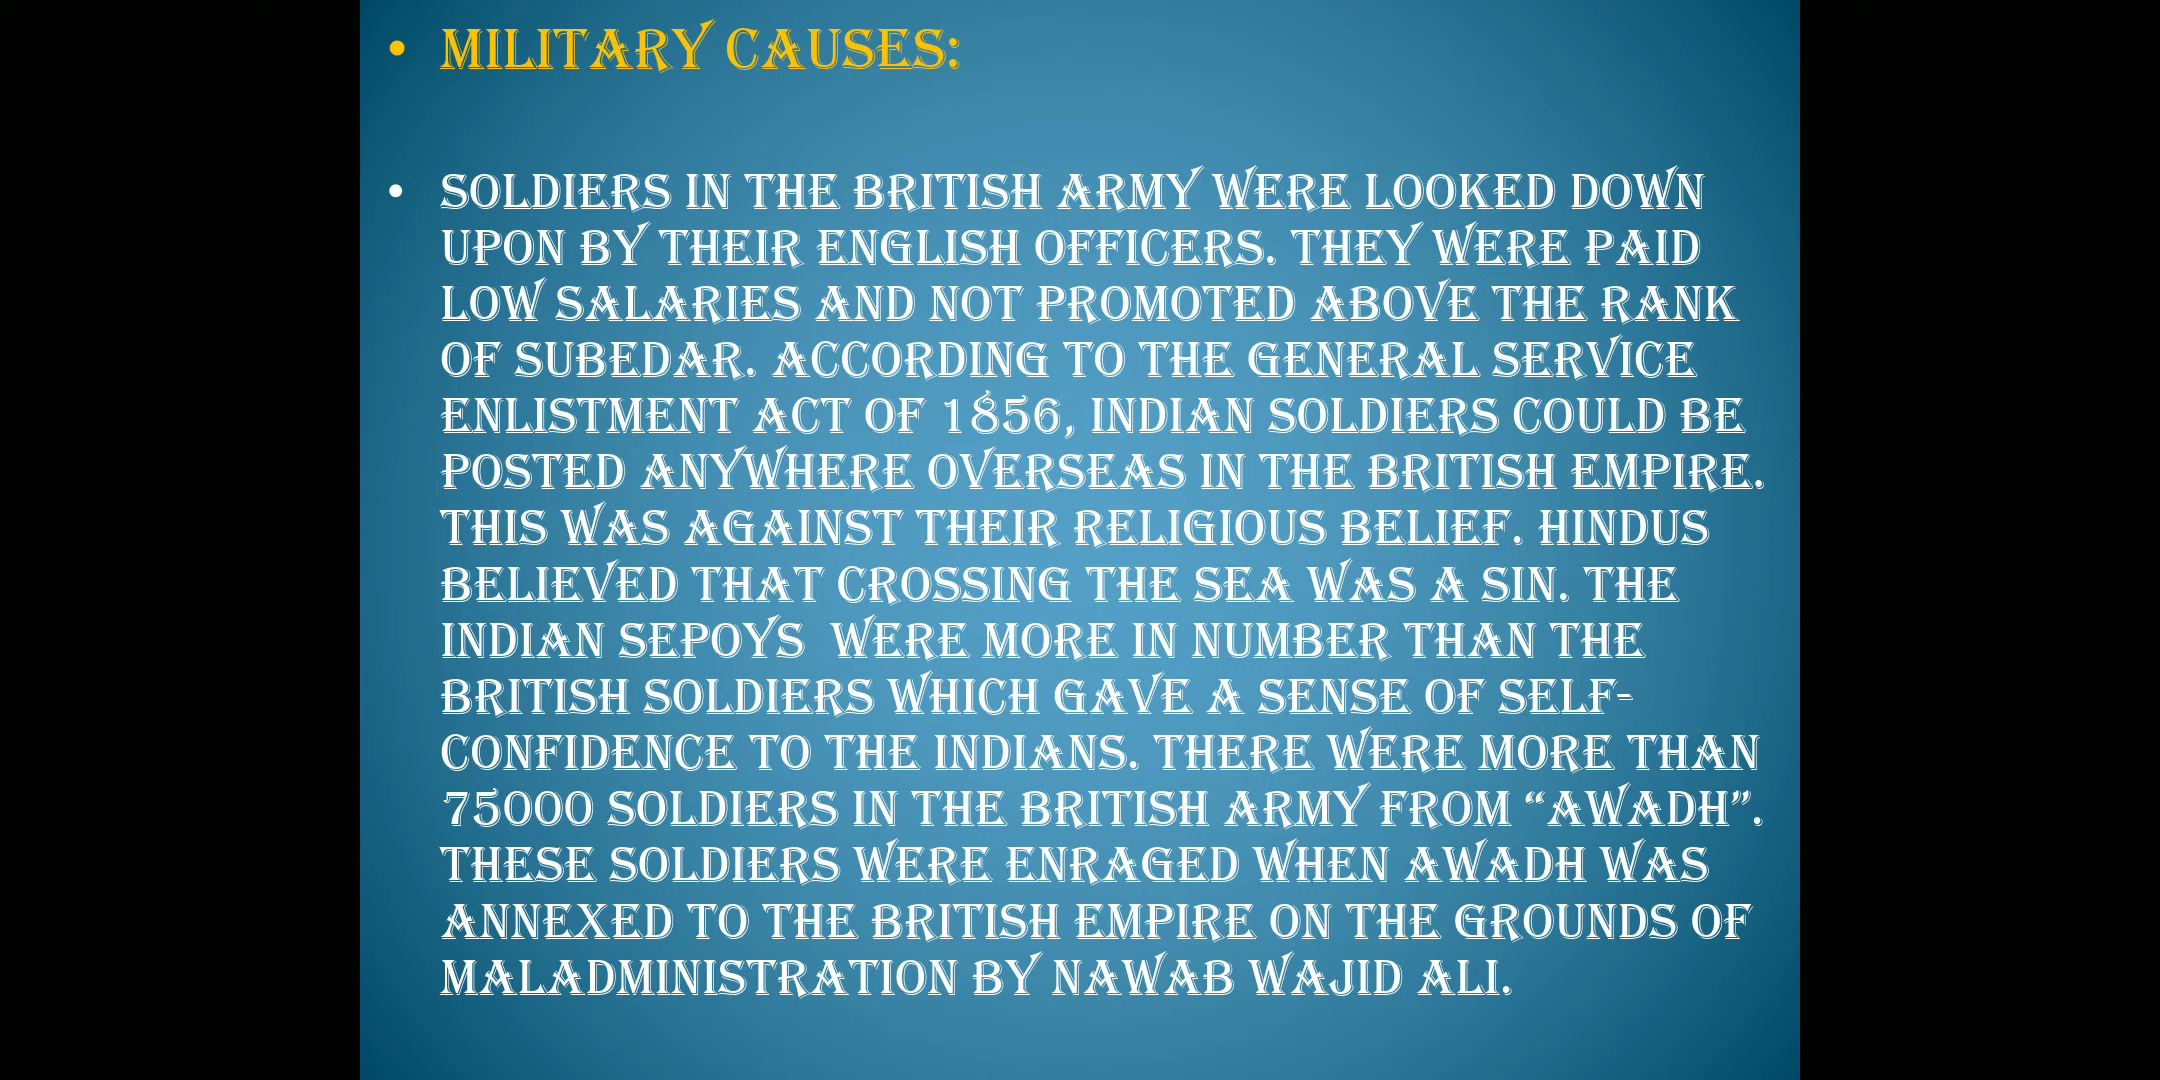 • MILITARY CAUSES:
• SOLDIERS IN THE BRITISH ARMY WERE LOOKED DOWN
UPON BY THEIR ENGLISH OFFICERS. THEY WERE PAID
LOW SALARIES AND NOT PROMOTED ABOVE THE RANK
OF SUBEDAR. ACCORDING TO THE GENERAL SERVICE
ENLISTMENT ACT OF 1856, INDIAN SOLDIERS COULD BE
POSTED ANYWHERE OVERSEAS IN THE BRITISH EMPIRE.
THIS WAS AGAINST THEIR RELIGIOUS BELIEF. HINDUS
BELIEVED THAT CROSSING THE SEA WAS A SIN. THE
INDIAN SEPOYS WERE MORE IN NUMBER THAN THE
BRITISH SOLDIERS WHICH GAVE A SENSE OF SELF-
CONFIDENCE TO THE INDIANS. THERE WERE MORE THAN
75000 SOLDIERS IN THE BRITISH ARMY FROM “AWADH”.
THESE SOLDIERS WERE ENRAGED WHEN AWADH WAS
ANNEXED TO THE BRITISH EMPIRE ON THE GROUNDS OF
MALADMINISTRATION BY NAWAB WAJID ALI.